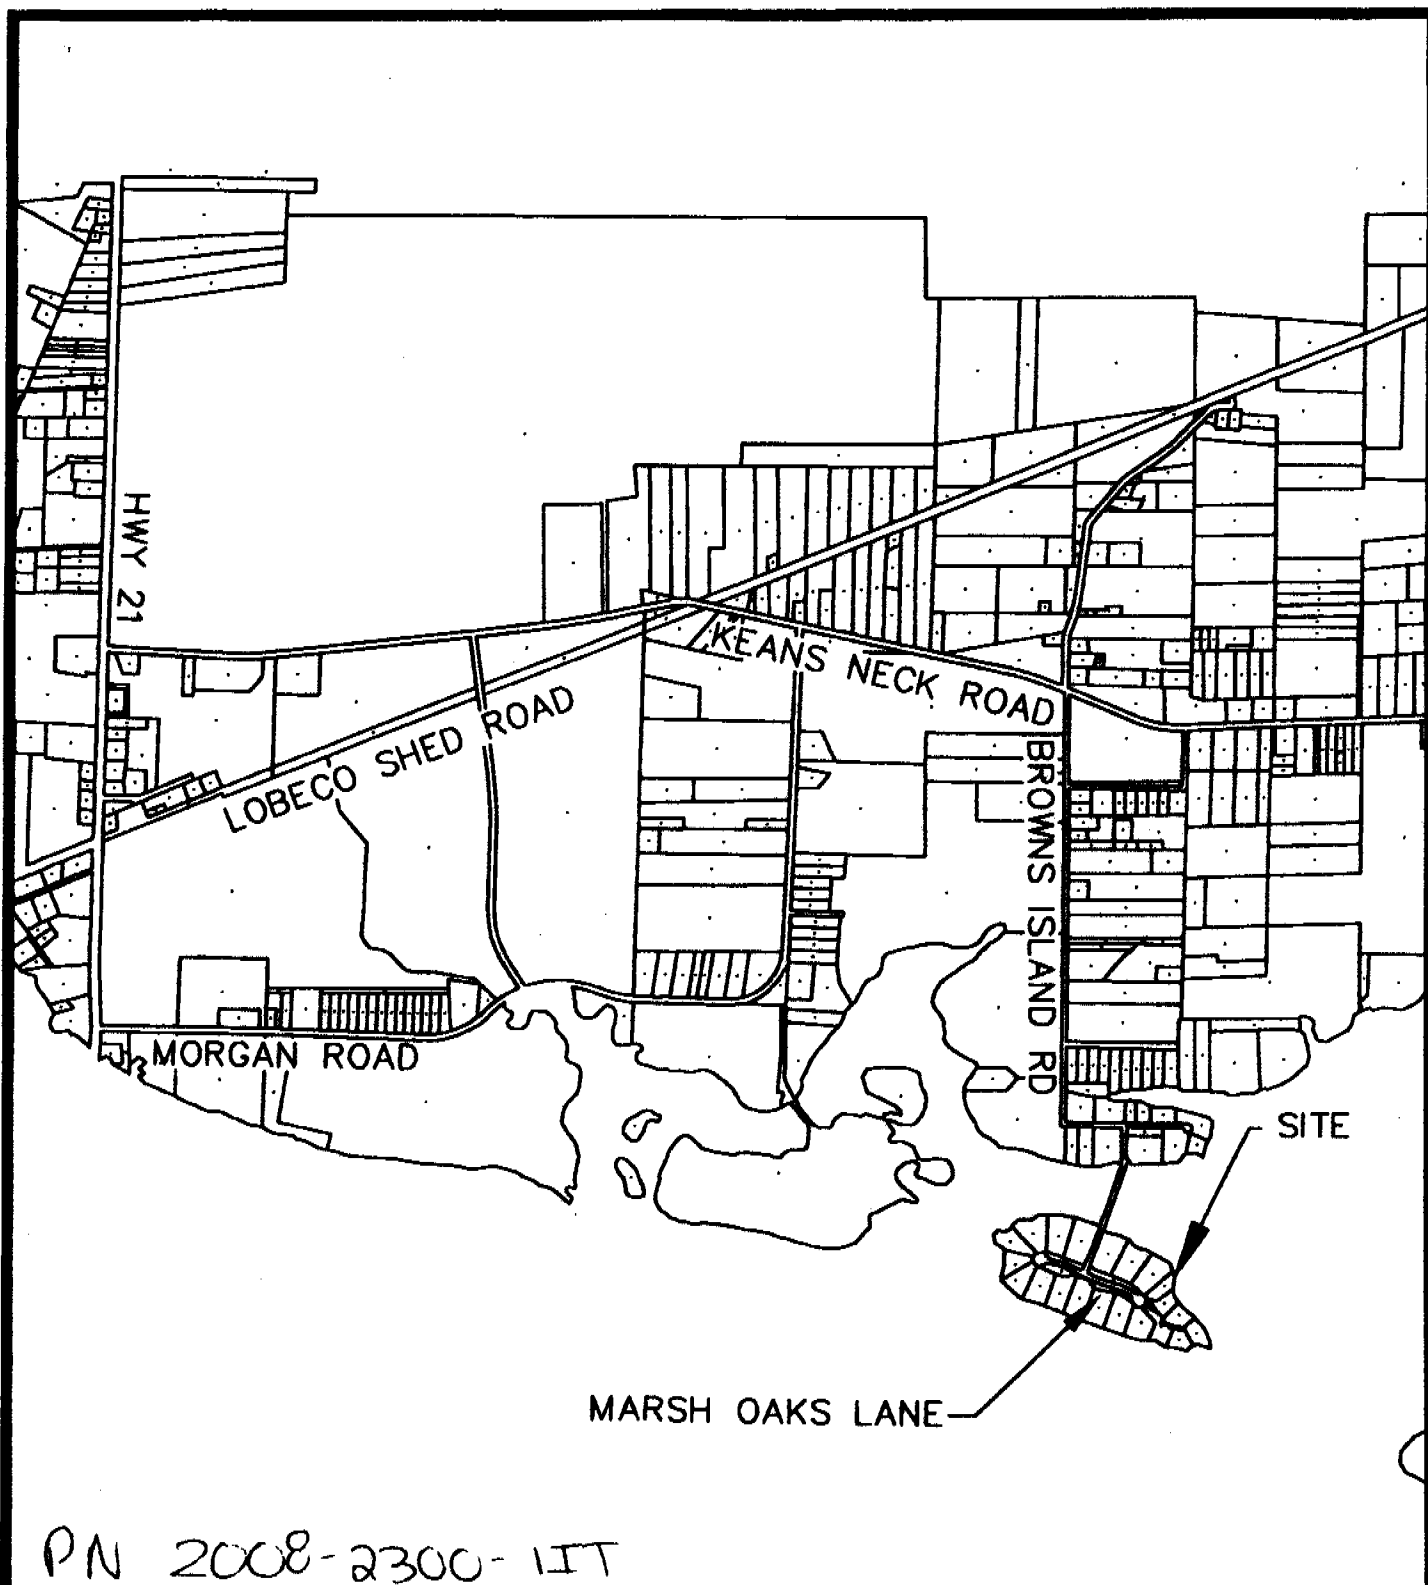 HWY 21
KEANS NECK ROAD
LOBECO SHED ROAD
BROWNS ISLAND RD
MORGAN ROAD
SITE
MARSH OAKS LANE
PN 2008-2300-1IT